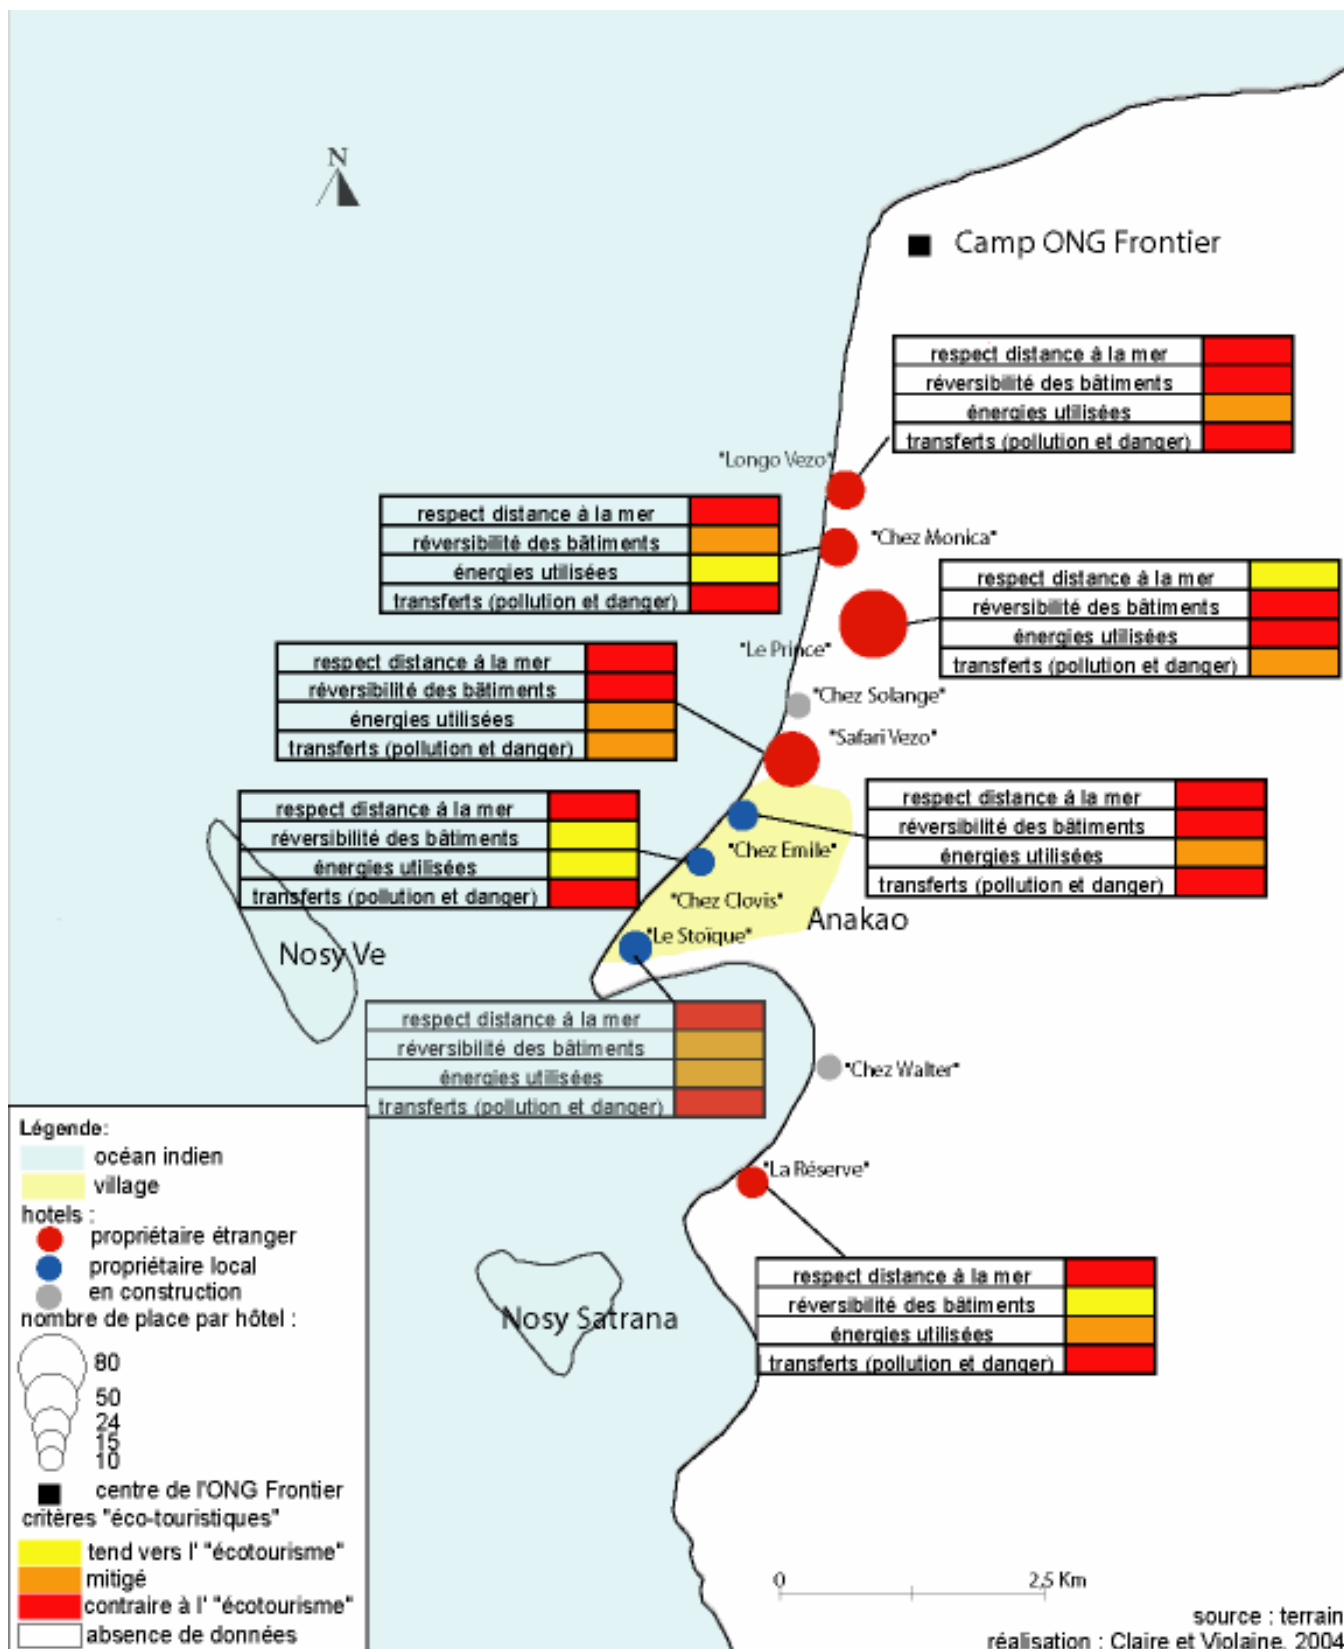 N
Camp ONG Frontier
respect distance à la mer
réversibilité des bâtiments
énergies utilisées
transferts (pollution et danger)
"Longo Vezo"
respect distance à la mer
réversibilité des bâtiments
énergies utilisées
transferts (pollution et danger)
"Chez Monica"
respect distance à la mer
réversibilité des bâtiments
énergies utilisées
transferts (pollution et danger)
"Le Prince"
respect distance à la mer
réversibilité des bâtiments
énergies utilisées
transferts (pollution et danger)
"Chez Solange"
"Safari Vezo"
respect distance à la mer
réversibilité des bâtiments
énergies utilisées
transferts (pollution et danger)
respect distance à la mer
réversibilité des bâtiments
énergies utilisées
transferts (pollution et danger)
"Chez Emile"
"Chez Clovis"
Anakao
"Le Stoïque"
Nosy Ve
respect distance à la mer
réversibilité des bâtiments
énergies utilisées
transferts (pollution et danger)
"Chez Walter"
"La Réserve"
respect distance à la mer
réversibilité des bâtiments
énergies utilisées
transferts (pollution et danger)
Nosy Satrana
Légende:
océan indien
village
hotels :
propriétaire étranger
propriétaire local
en construction
nombre de place par hôtel :
80
50
24
15
10
centre de l'ONG Frontier
critères "éco-touristiques"
tend vers l' "écotourisme"
mitigé
contraire à l' "écotourisme"
absence de données
0 2,5 Km
source : terrain
réalisation : Claire et Violaine, 2004